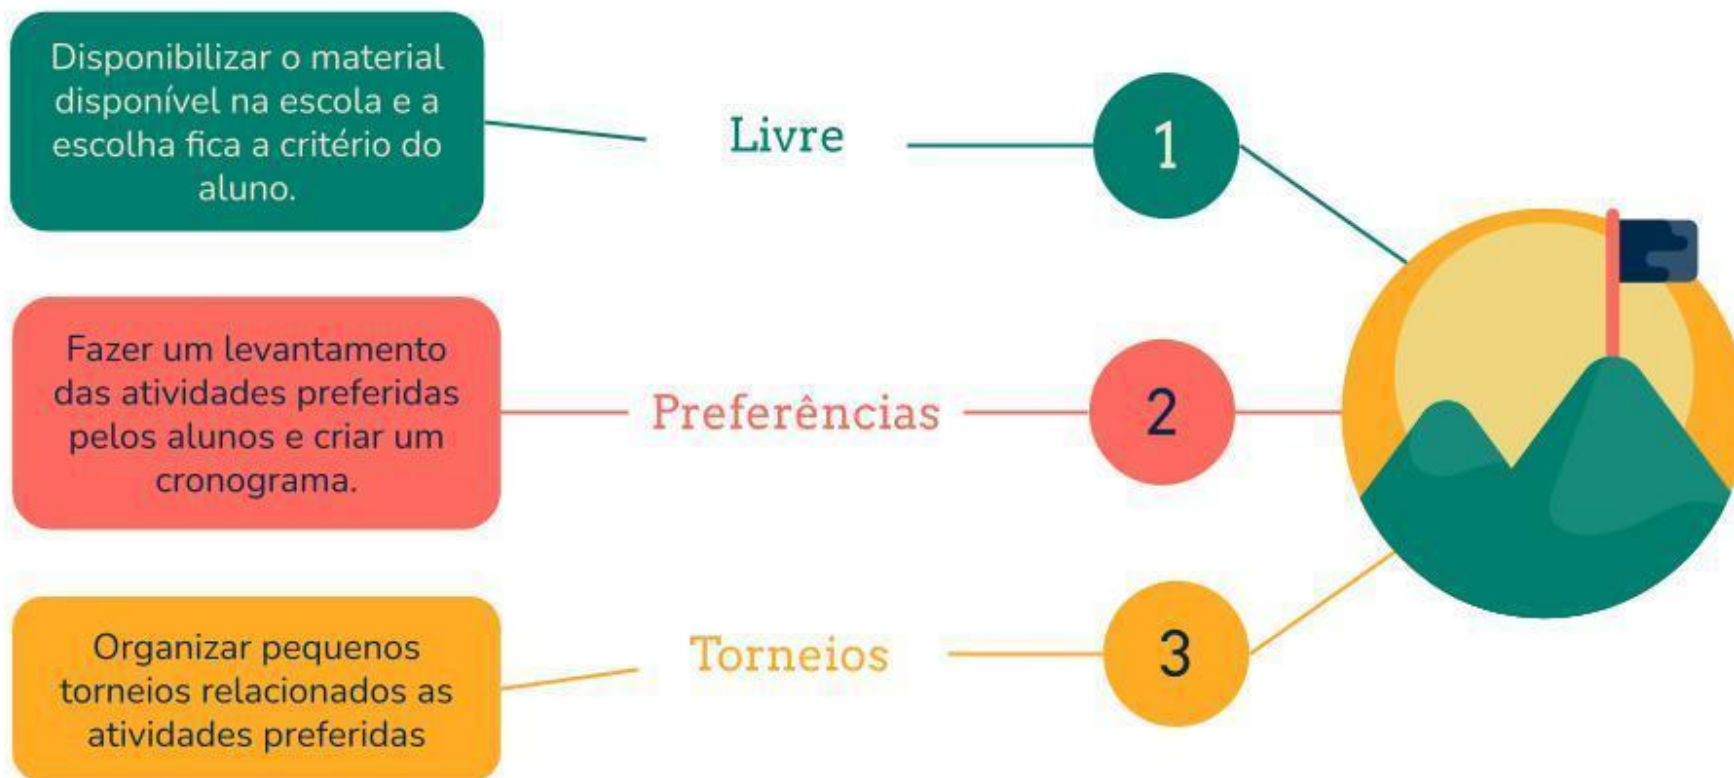 Disponibilizar o material
disponível na escola e a
escolha fica a critério do
aluno.
Livre
1
Fazer um levantamento
das atividades preferidas
pelos alunos e criar um
cronograma.
Preferências
2
Organizar pequenos
torneios relacionados as
atividades preferidas
Torneios
3